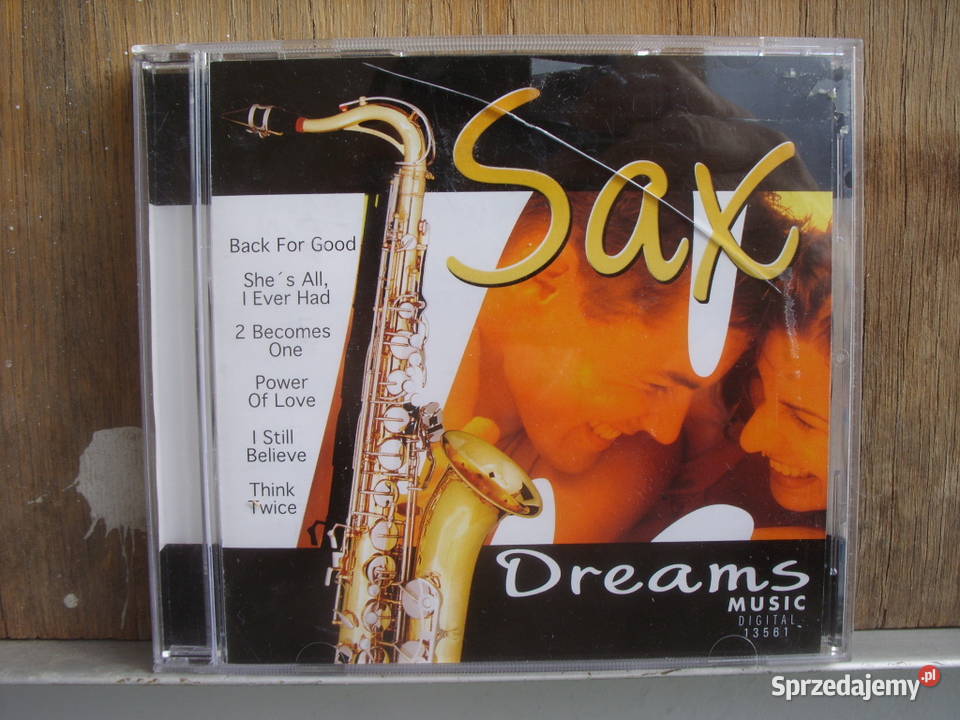 Sax
Back For Good
She´s All,
I Ever Had
2 Becomes
One
Power
Of Love
I Still
Believe
Think
Twice
Dreams
MUSIC
DIGITAL
13561
Sprzedajemy.pl